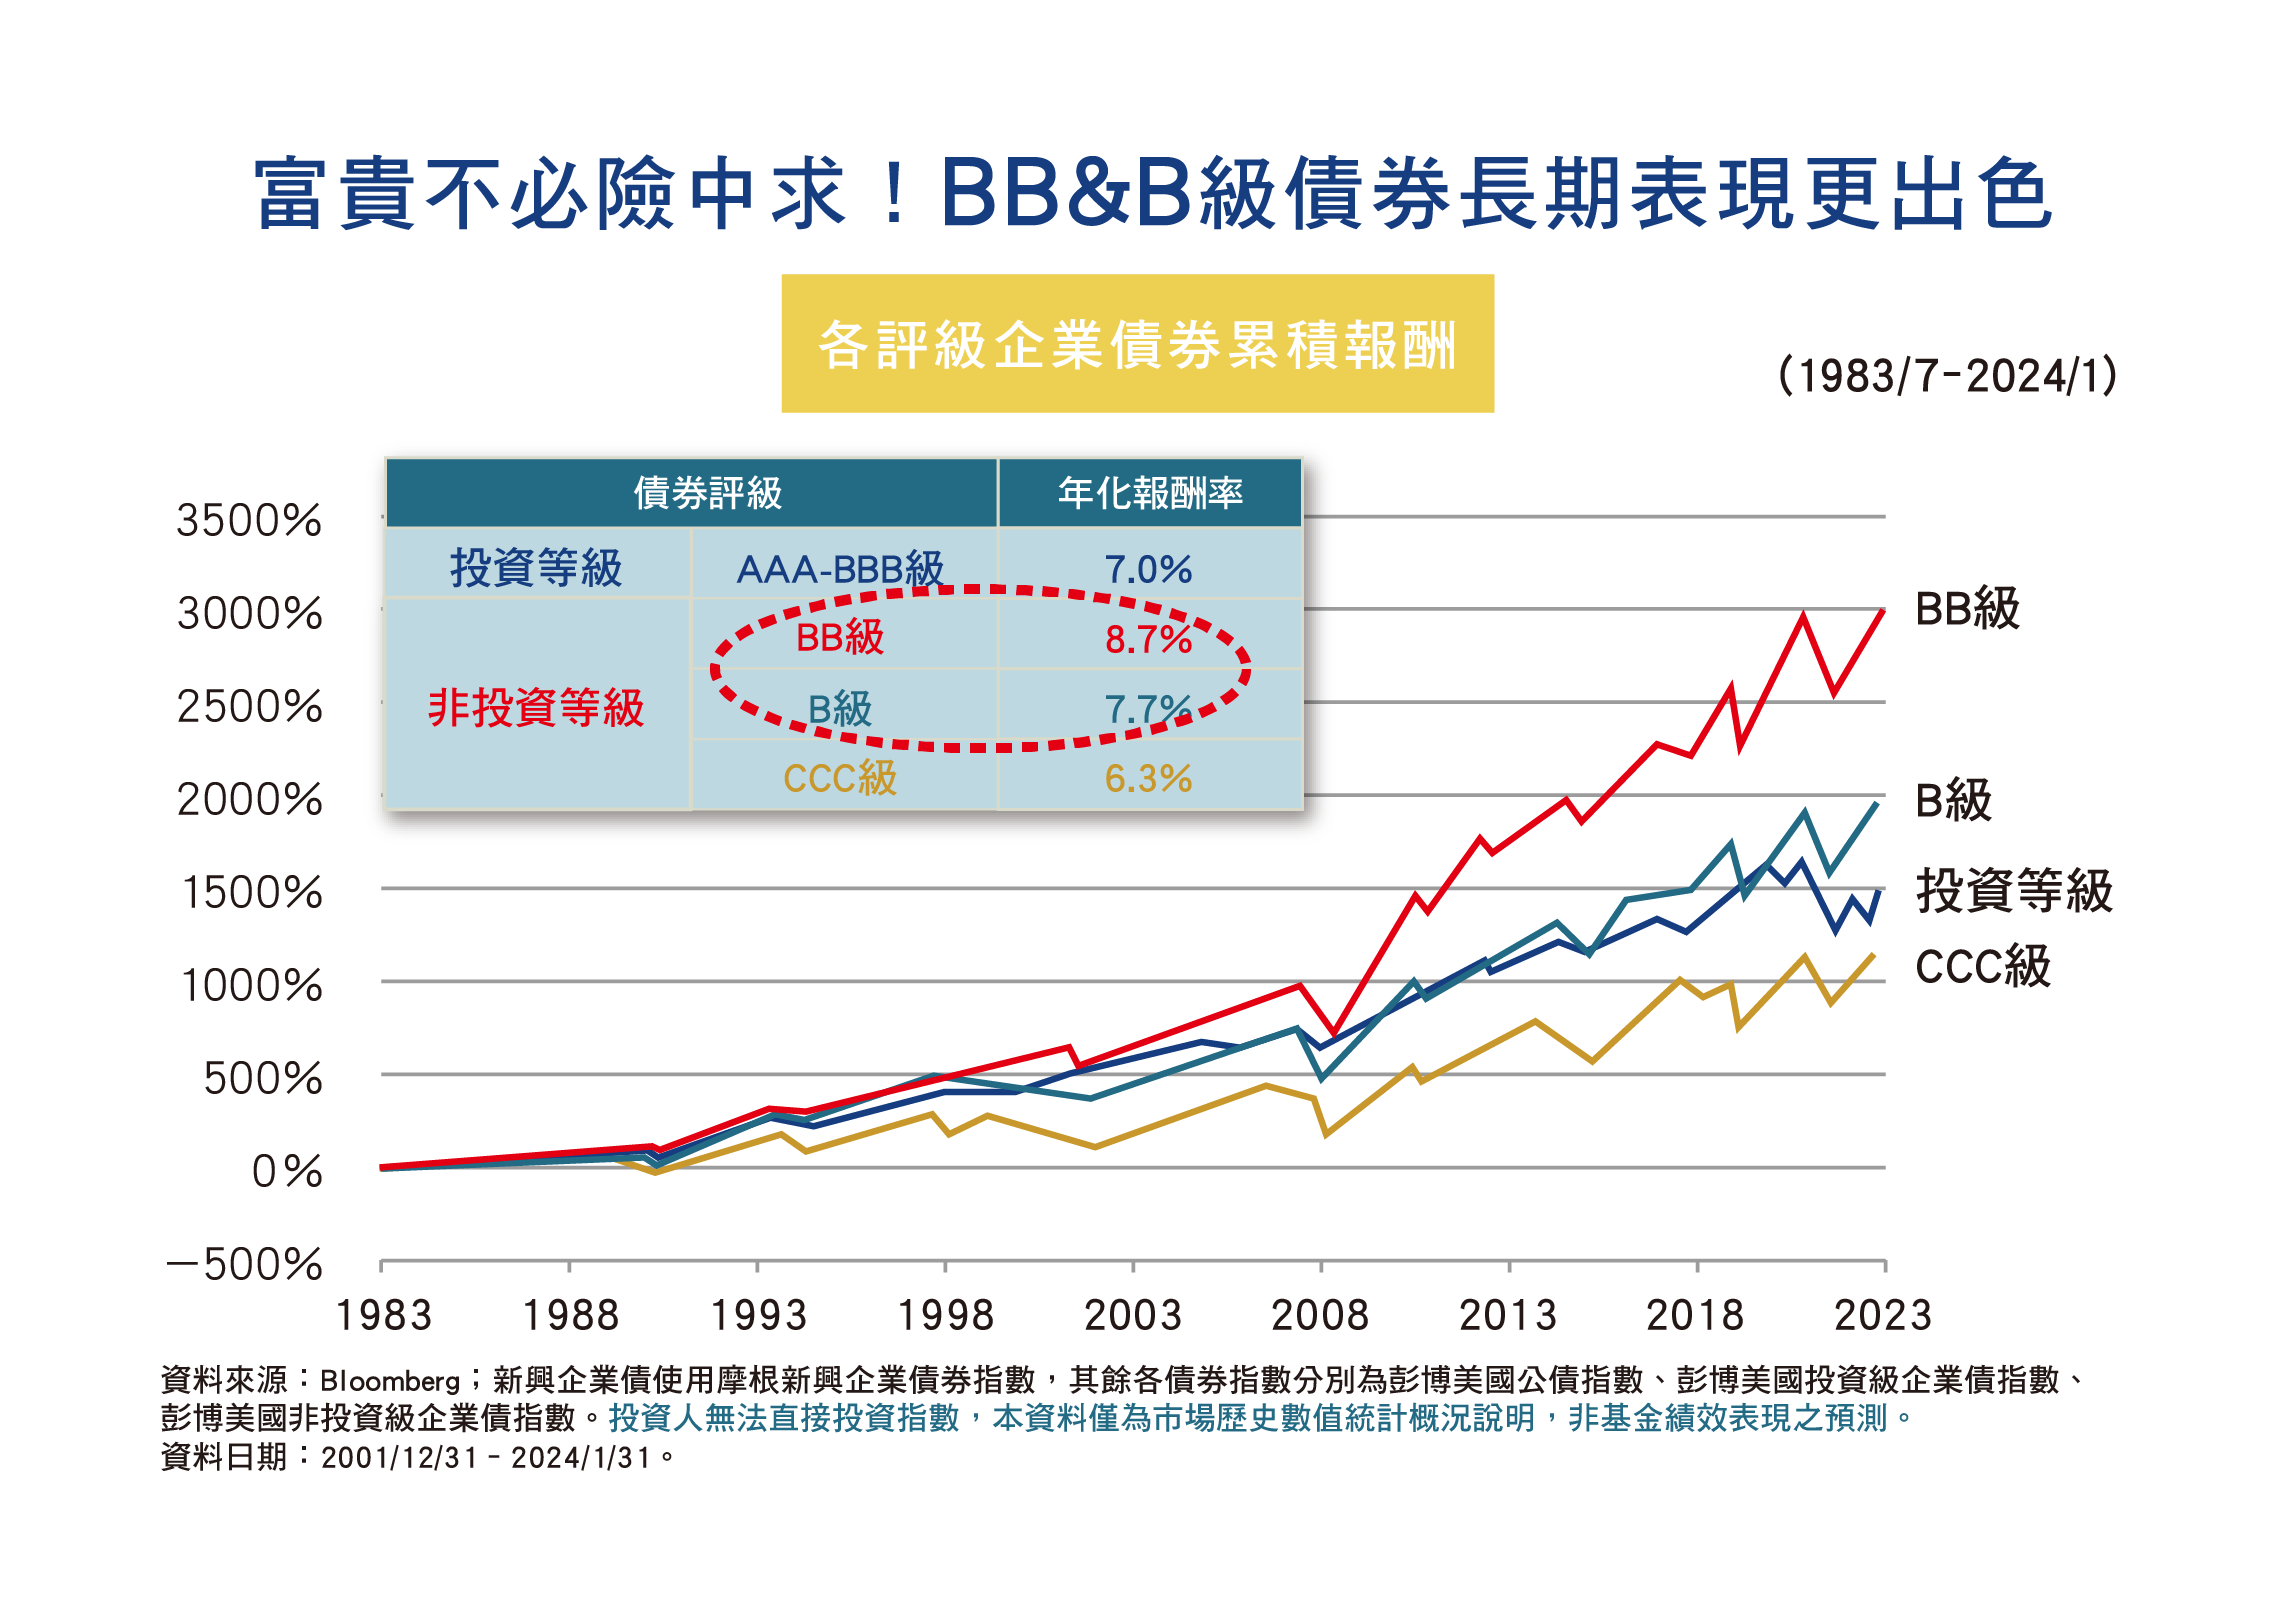 富貴不必險中求！BB&B級債券長期表現更出色
各評級企業債券累積報酬
(1983/7-2024/1)
債券評級 年化報酬率
投資等級 AAA-BBB級 7.0%
非投資等級
BB級 8.7%
B級 7.7%
CCC級 6.3%
3500%
3000%
2500%
2000%
1500%
1000%
500%
0%
-500%
BB級
B級
投資等級
CCC級
1983 1988 1993 1998 2003 2008 2013 2018 2023
資料來源：Bloomberg；新興企業債使用摩根新興企業債券指數，其餘各債券指數分別為彭博美國公債指數、彭博美國投資級企業債指數、
彭博美國非投資級企業債指數。投資人無法直接投資指數，本資料僅為市場歷史數值統計概況說明，非基金績效表現之預測。
資料日期：2001/12/31 - 2024/1/31。